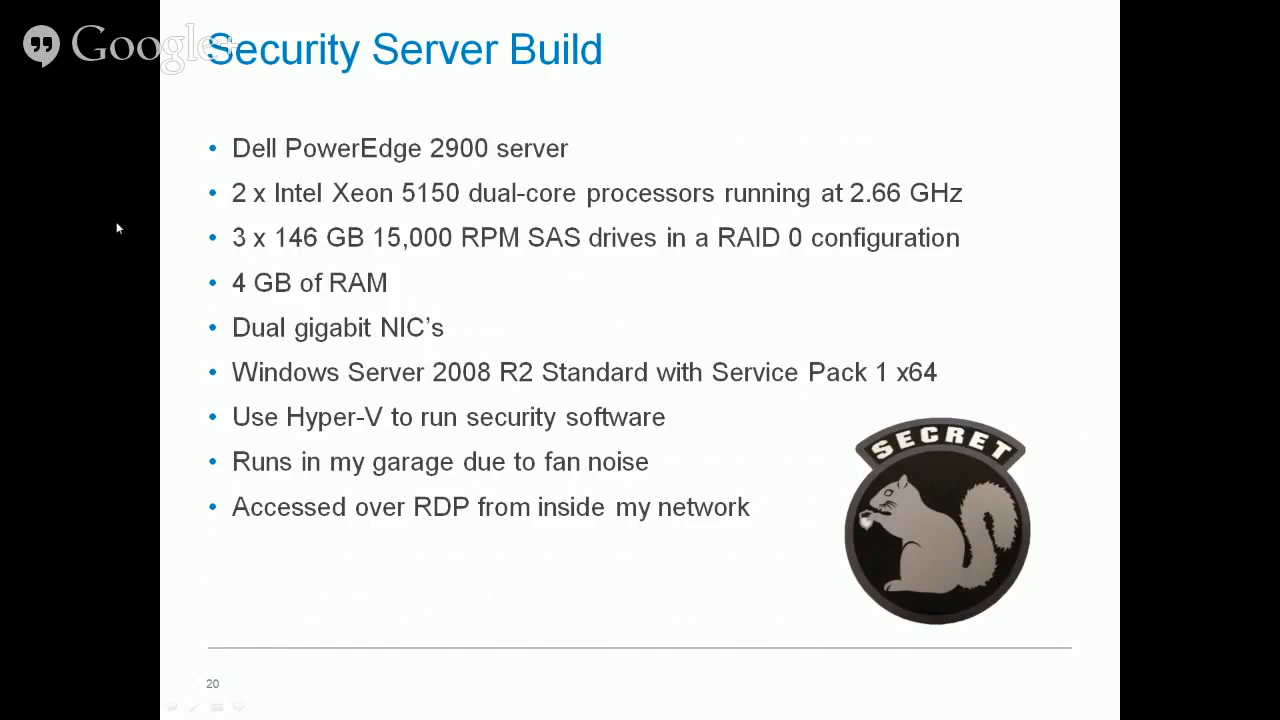 Google+
Security Server Build
• Dell PowerEdge 2900 server
• 2 x Intel Xeon 5150 dual-core processors running at 2.66 GHz
• 3 x 146 GB 15,000 RPM SAS drives in a RAID 0 configuration
• 4 GB of RAM
• Dual gigabit NIC’s
• Windows Server 2008 R2 Standard with Service Pack 1 x64
• Use Hyper-V to run security software
• Runs in my garage due to fan noise
• Accessed over RDP from inside my network
SECRET
20